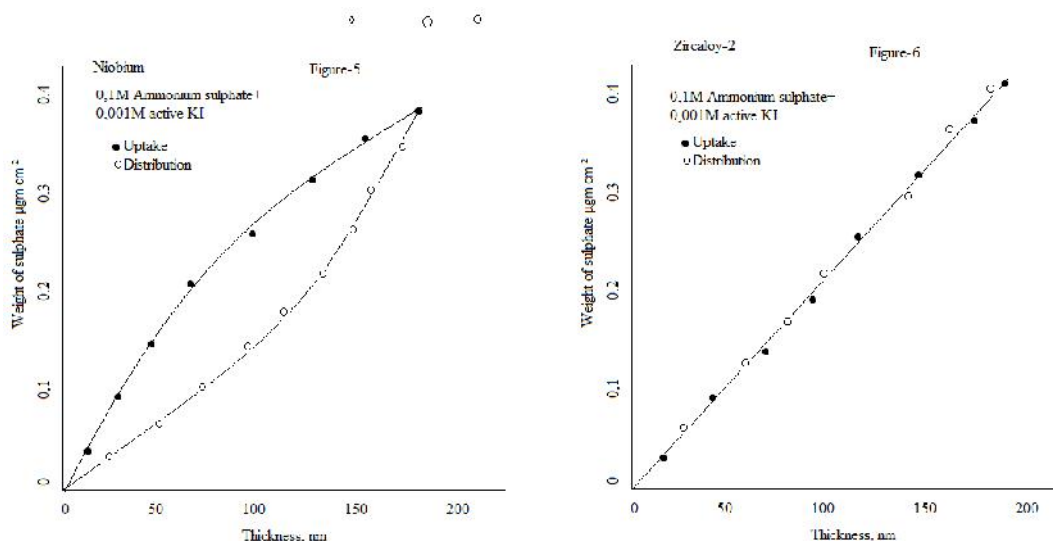 Niobium
Figure-5
0,1M Ammonium sulphate+
0,001M active KI
● Uptake
○ Distribution
Weight of sulphate µgm cm-2
0.4
0.3
0.2
0.1
0
0 50 100 150 200
Thickness, nm
Zircaloy-2
Figure-6
0.1M Ammonium sulphate+
0,001M active KI
● Uptake
○ Distribution
Weight of sulphate µgm cm-2
0.4
0.3
0.2
0.1
0
0 50 100 150 200
Thickness, nm